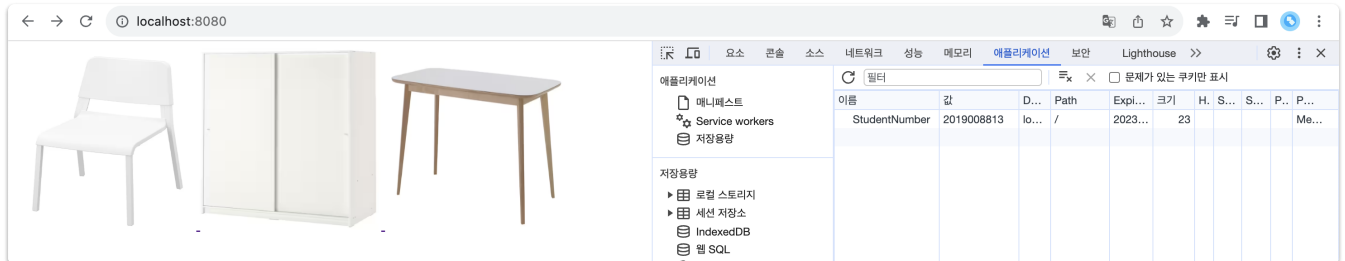 localhost:8080
요소 콘솔 소스 네트워크 성능 메모리 애플리케이션 보안 Lighthouse
애플리케이션
매니페스트
Service workers
저장용량
저장용량
로컬 스토리지
세션 저장소
IndexedDB
웹 SQL
필터 문제가 있는 쿠키만 표시
이름 값 D... Path Expi... 크기 H. S... S... P.. P...
StudentNumber 2019008813 lo... / 2023... 23 Me...
- -